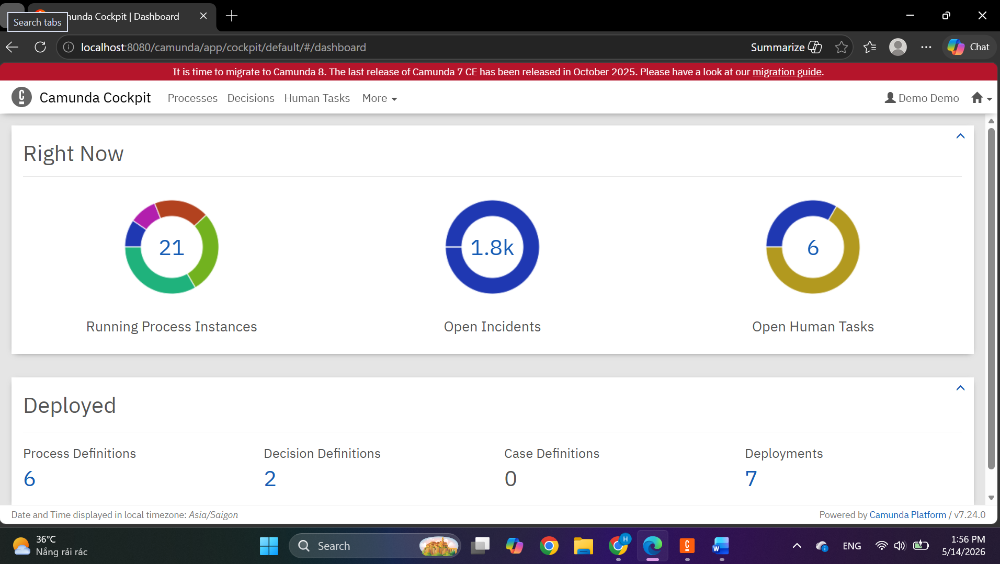 Search tabs
munda Cockpit | Dashboard
localhost:8080/camunda/app/cockpit/default/#/dashboard
Summarize
Chat
It is time to migrate to Camunda 8. The last release of Camunda 7 CE has been released in October 2025. Please have a look at our migration guide.
Camunda Cockpit
Processes
Decisions
Human Tasks
More
Demo Demo
Right Now
21
1.8k
6
Running Process Instances
Open Incidents
Open Human Tasks
Deployed
Process Definitions
Decision Definitions
Case Definitions
Deployments
6
2
0
7
Date and Time displayed in local timezone: Asia/Saigon
Powered by Camunda Platform / v7.24.0
36°C
Nắng rải rác
Search
H
ENG
1:56 PM
5/14/2026